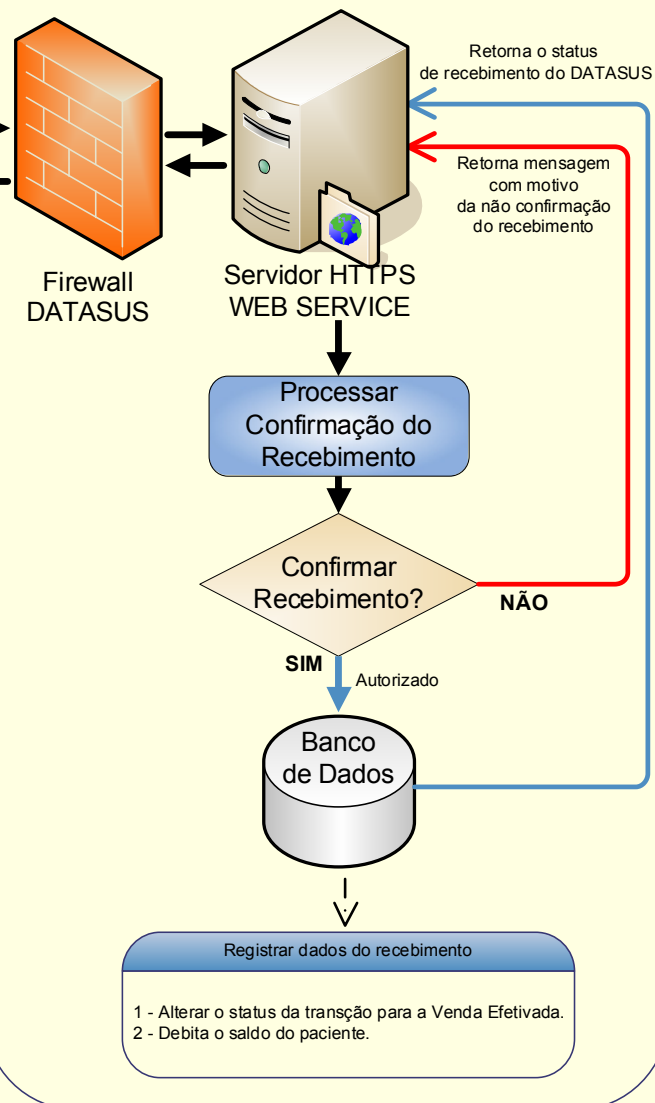 Retorna o status
de recebimento do DATASUS
Retorna mensagem
com motivo
da não confirmação
do recebimento
Firewall
DATASUS
Servidor HTTPS
WEB SERVICE
Processar
Confirmação do
Recebimento
Confirmar
Recebimento?
NÃO
SIM
Autorizado
Banco
de Dados
Registrar dados do recebimento
1 - Alterar o status da transção para a Venda Efetivada.
2 - Debita o saldo do paciente.